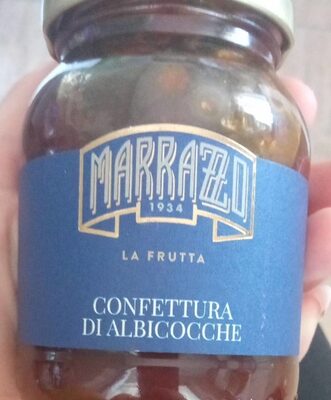 MARRAZZO
1934
LA FRUTTA
CONFETTURA
DI ALBICOCCHE